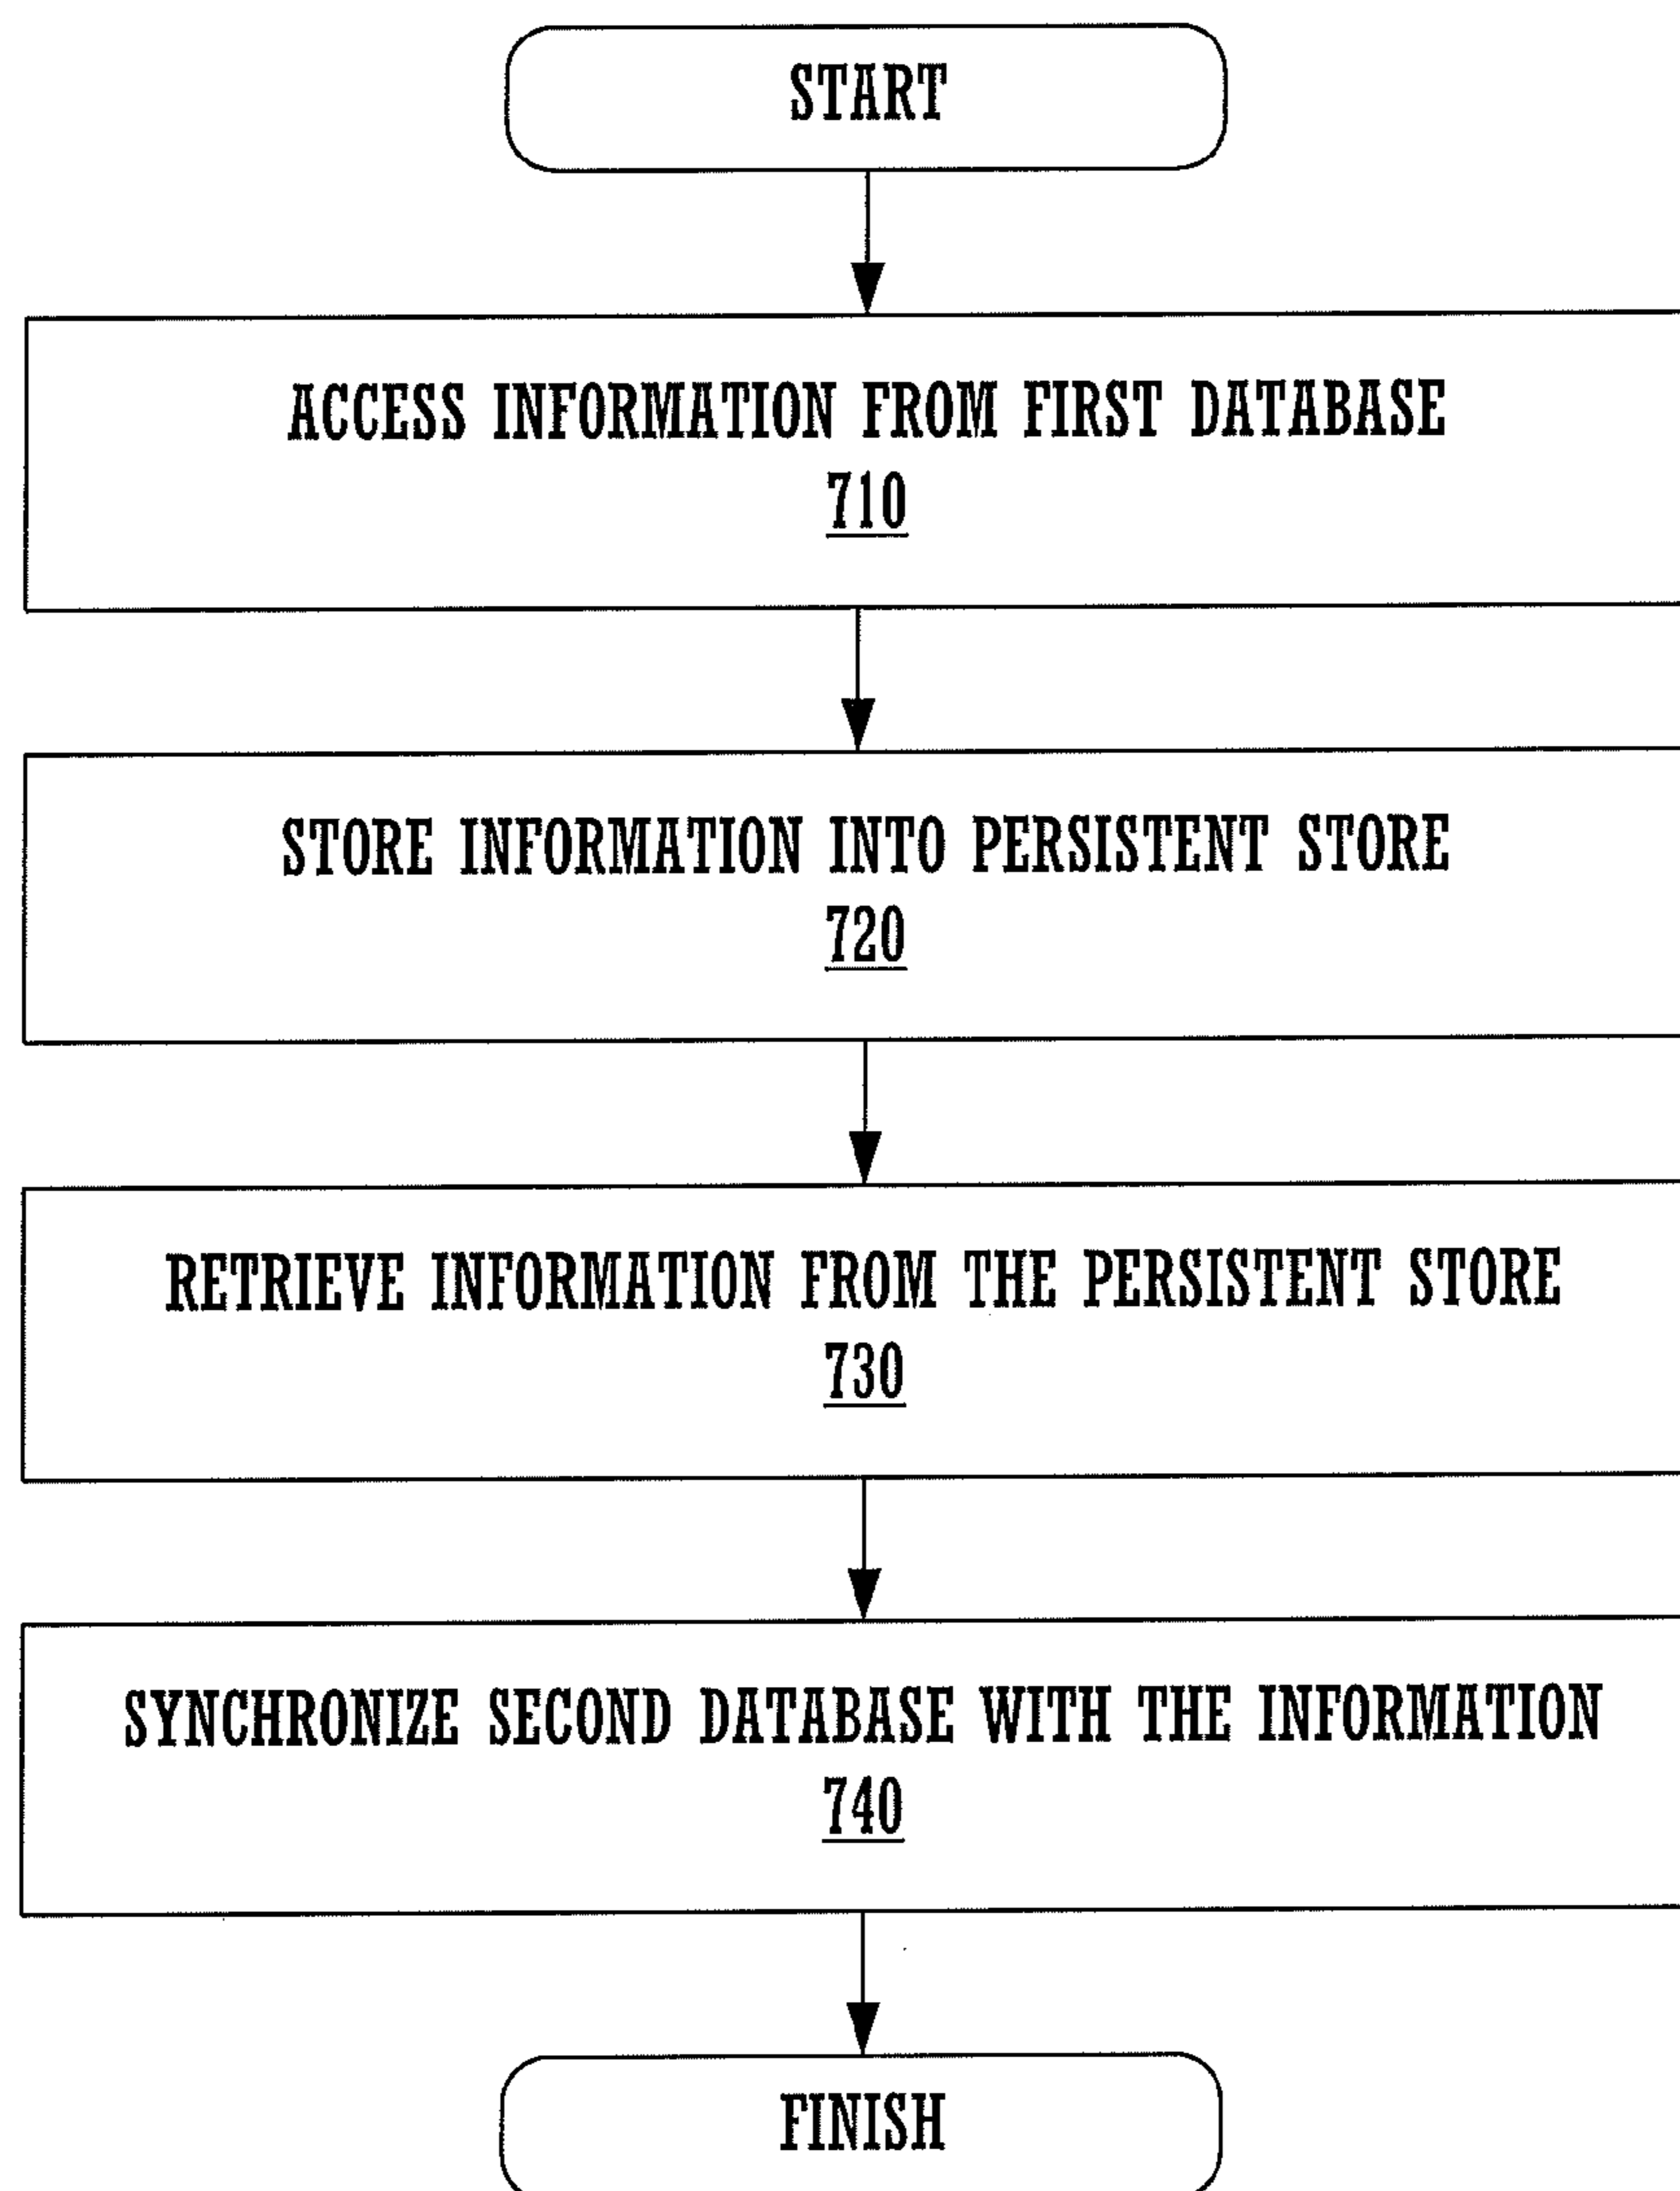 START
ACCESS INFORMATION FROM FIRST DATABASE
710
STORE INFORMATION INTO PERSISTENT STORE
720
RETRIEVE INFORMATION FROM THE PERSISTENT STORE
730
SYNCHRONIZE SECOND DATABASE WITH THE INFORMATION
740
FINISH